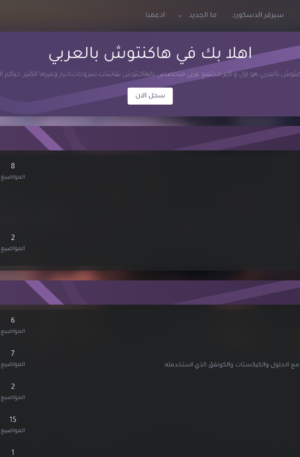 سيرفر الدسكورد ما الجديد ادعمنا
اهلا بك في هاكنتوش بالعربي
سجل الان
8
المواضيع
2
المواضيع
6
المواضيع
7
المواضيع
مع الحلول والكيكستات والكونفق الذي استخدمته
2
المواضيع
15
المواضيع
1